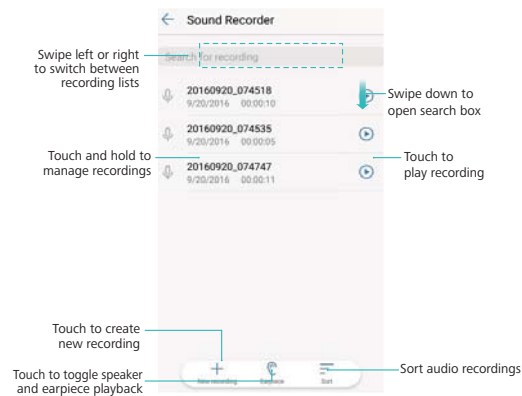 Sound Recorder
Swipe left or right
to switch between
recording lists
Search for recording
20160920_074518
9/20/2016 00:00:10
Swipe down to
open search box
20160920_074535
9/20/2016 00:00:05
Touch and hold to
manage recordings
Touch to
play recording
20160920_074747
9/20/2016 00:00:11
Touch to create
new recording
Touch to toggle speaker
and earpiece playback
New recording
Earpiece
Sort
Sort audio recordings